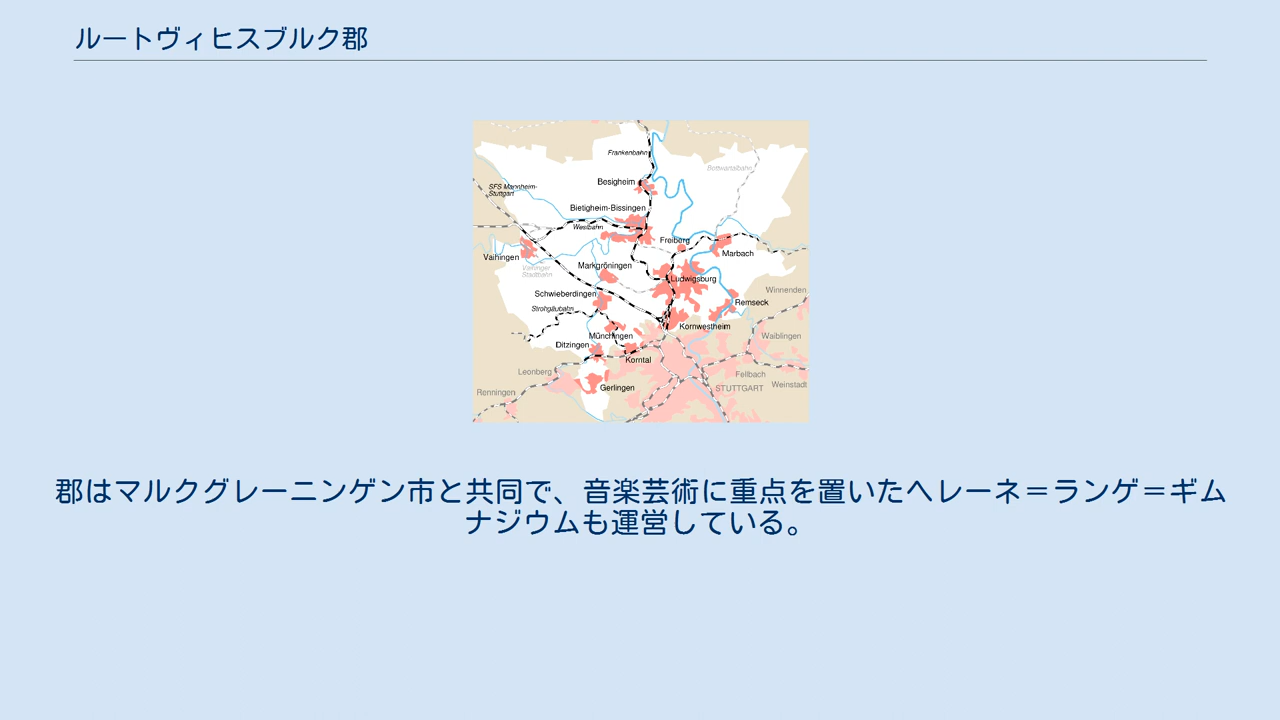 ルートヴィヒスブルク郡
Frankenbahn
Bottwartalbahn
Besigheim
SFS Mannheim-
Stuttgart
Bietigheim-Bissingen
Westbahn
Freiberg
Marbach
Vaihingen
Vaihinger
Stadtbahn
Markgröningen
Ludwigsburg
Schwieberdingen
Winnenden
Remseck
Strohgäubahn
Kornwestheim
Münchingen
Waiblingen
Ditzingen
Korntal
Leonberg
Fellbach
Gerlingen
STUTTGART
Weinstadt
Renningen
郡はマルクグレーニンゲン市と共同で、音楽芸術に重点を置いたヘレーネ＝ランゲ＝ギム
ナジウムも運営している。